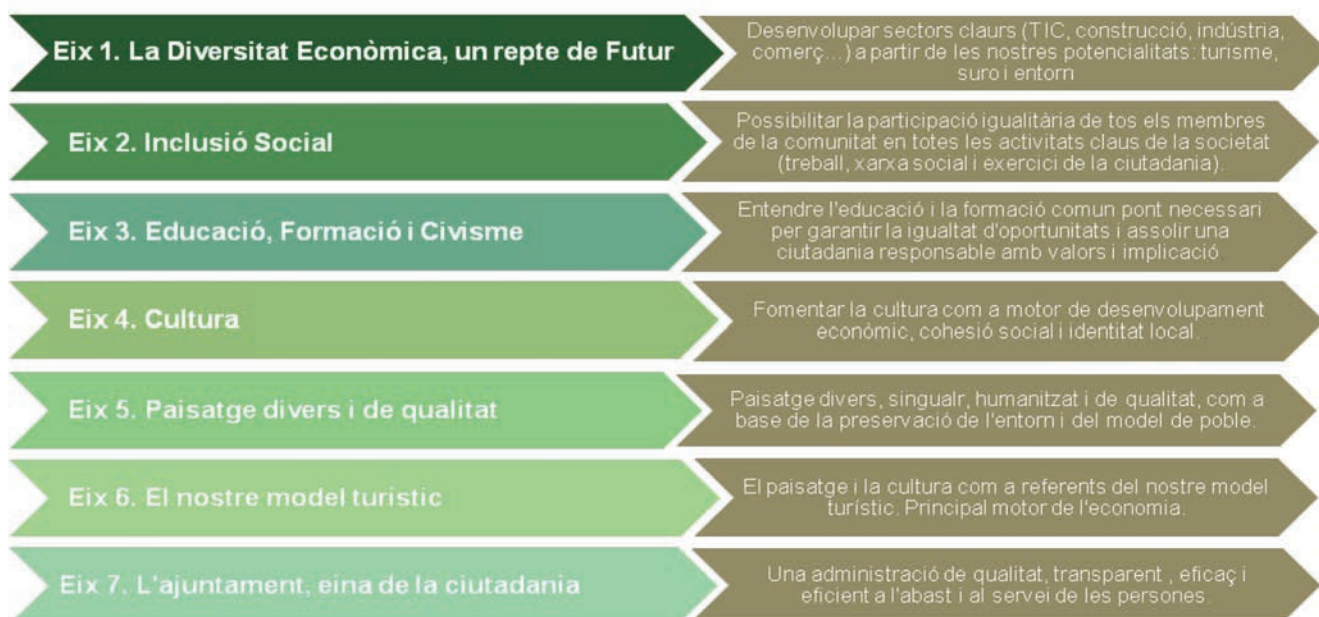 Eix 1. La Diversitat Econòmica, un repte de Futur
Desenvolupar sectors claurs (TIC, construcció, indústria,
comerç...) a partir de les nostres potencialitats: turisme,
suro i entorn
Eix 2. Inclusió Social
Possibilitar la participació igualitària de tos els membres
de la comunitat en totes les activitats claus de la societat
(treball, xarxa social i exercici de la ciutadania).
Eix 3. Educació, Formació i Civisme
Entendre l'educació i la formació comun pont necessari
per garantir la igualtat d'oportunitats i assolir una
ciutadania responsable amb valors i implicació.
Eix 4. Cultura
Fomentar la cultura com a motor de desenvolupament
econòmic, cohesió social i identitat local.
Eix 5. Paisatge divers i de qualitat
Paisatge divers, singualr, humanitzat i de qualitat, com a
base de la preservació de l'entorn i del model de poble.
Eix 6. El nostre model turístic
El paisatge i la cultura com a referents del nostre model
turístic. Principal motor de l'economia.
Eix 7. L'ajuntament, eina de la ciutadania
Una administració de qualitat, transparent , eficaç i
eficient a l'abast i al servei de les persones.